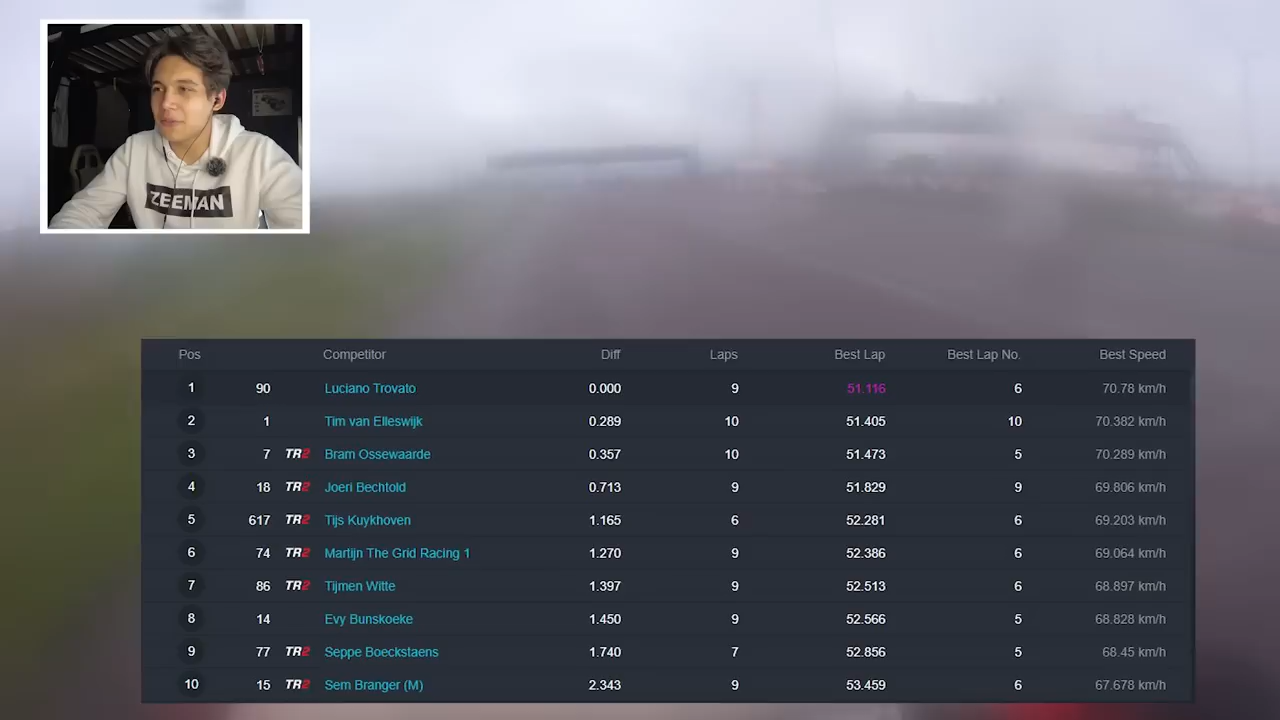 ZEEMAN
Pos Competitor Diff Laps Best Lap Best Lap No. Best Speed
1 90 Luciano Trovato 0.000 9 51.116 6 70.78 km/h
2 1 Tim van Elleswijk 0.289 10 51.405 10 70.382 km/h
3 7 TR2 Bram Ossewaarde 0.357 10 51.473 5 70.289 km/h
4 18 TR2 Joeri Bechtold 0.713 9 51.829 9 69.806 km/h
5 617 TR2 Tijs Kuykhoven 1.165 6 52.281 6 69.203 km/h
6 74 TR2 Martijn The Grid Racing 1 1.270 9 52.386 6 69.064 km/h
7 86 TR2 Tijmen Witte 1.397 9 52.513 6 68.897 km/h
8 14 Evy Bunskoeke 1.450 9 52.566 5 68.828 km/h
9 77 TR2 Seppe Boeckstaens 1.740 7 52.856 5 68.45 km/h
10 15 TR2 Sem Branger (M) 2.343 9 53.459 6 67.678 km/h